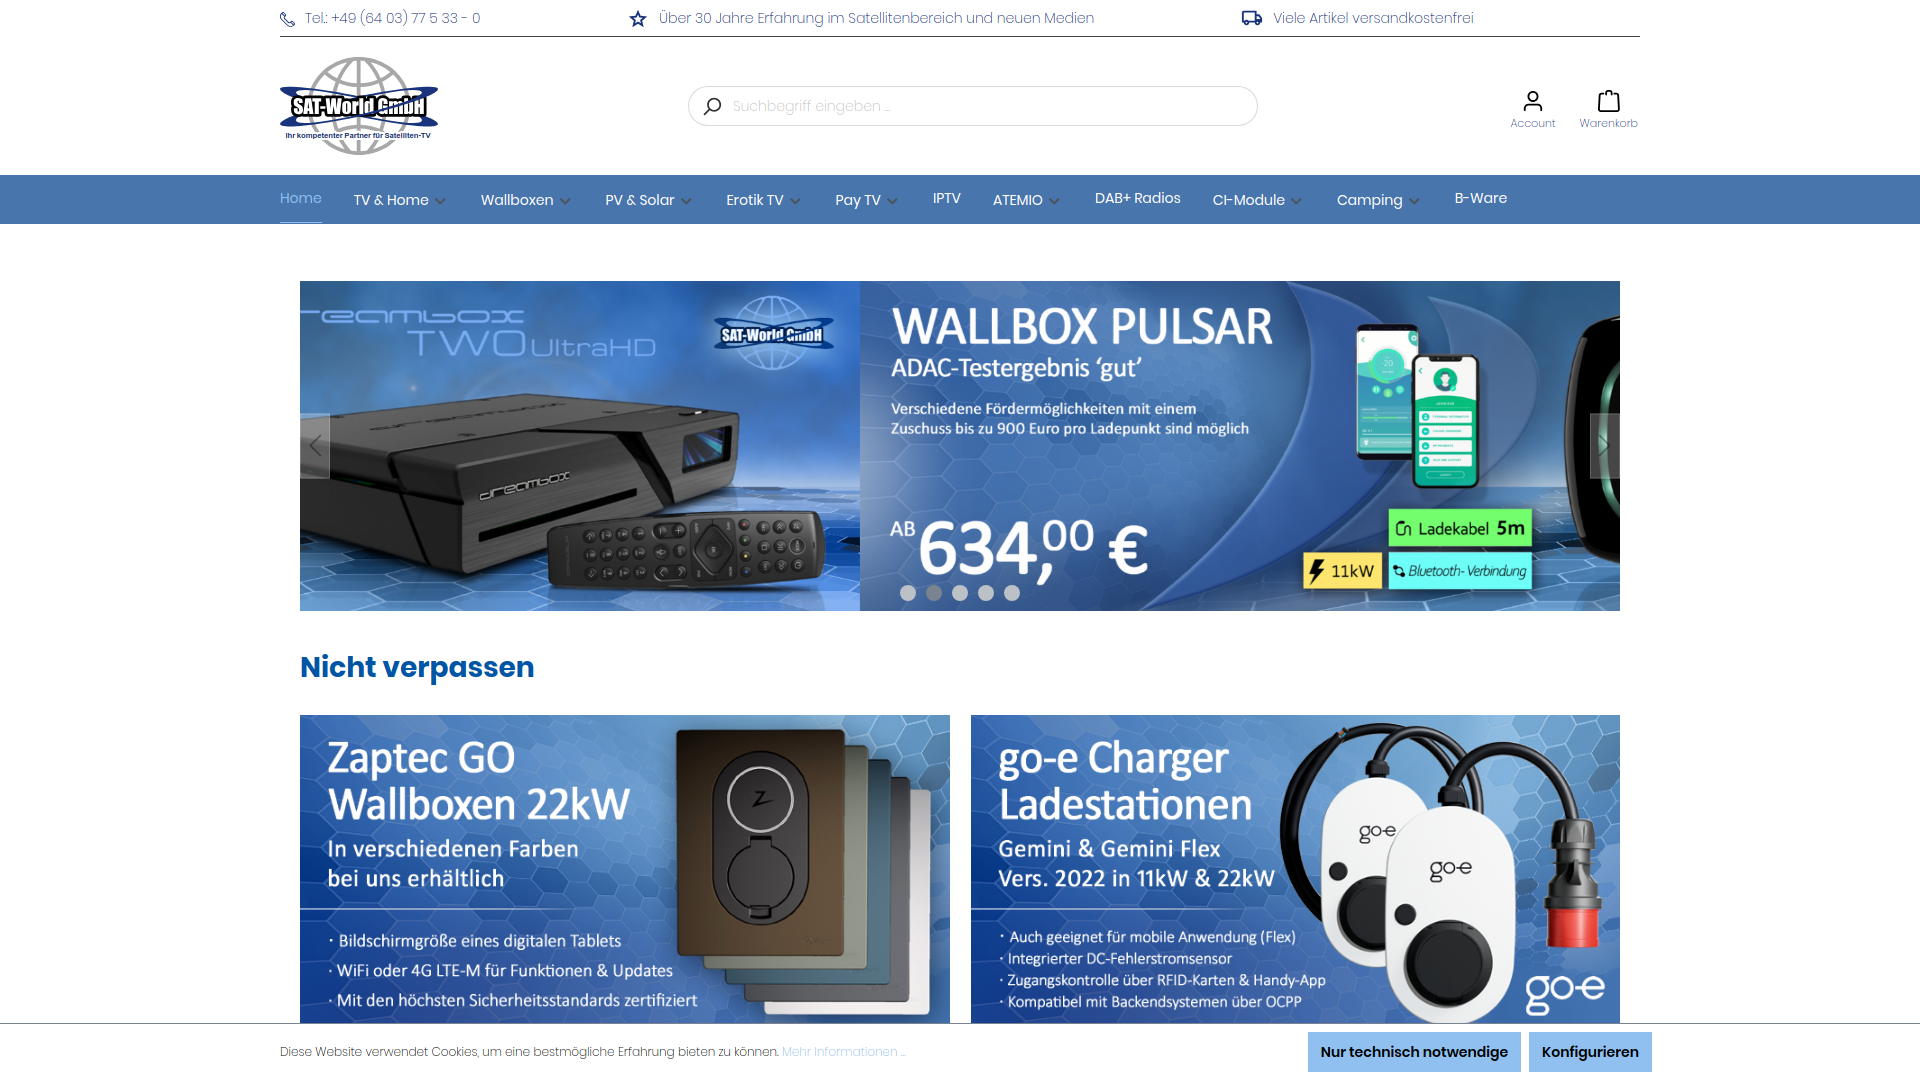 Tel.: +49 (64 03) 77 5 33 - 0
Über 30 Jahre Erfahrung im Satellitenbereich und neuen Medien
Viele Artikel versandkostenfrei
SAT-World GmbH
Ihr kompetenter Partner für Satelliten-TV
Suchbegriff eingeben ...
Account
Warenkorb
Home
TV & Home
Wallboxen
PV & Solar
Erotik TV
Pay TV
IPTV
ATEMIO
DAB+ Radios
CI-Module
Camping
B-Ware
reambox
TWO UltraHD
SAT-World GmbH
dreambox
WALLBOX PULSAR
ADAC-Testergebnis ‘gut’
Verschiedene Fördermöglichkeiten mit einem
Zuschuss bis zu 900 Euro pro Ladepunkt sind möglich
AB 634,00 €
Ladekabel 5m
11kW
Bluetooth-Verbindung
Nicht verpassen
Zaptec GO
Wallboxen 22kW
In verschiedenen Farben
bei uns erhältlich
· Bildschirmgröße eines digitalen Tablets
· WiFi oder 4G LTE-M für Funktionen & Updates
· Mit den höchsten Sicherheitsstandards zertifiziert
go-e Charger
Ladestationen
Gemini & Gemini Flex
Vers. 2022 in 11kW & 22kW
· Auch geeignet für mobile Anwendung (Flex)
· Integrierter DC-Fehlerstromsensor
· Zugangskontrolle über RFID-Karten & Handy-App
· Kompatibel mit Backendsystemen über OCPP
go-e
go-e
go-e
Diese Website verwendet Cookies, um eine bestmögliche Erfahrung bieten zu können. Mehr Informationen ...
Nur technisch notwendige
Konfigurieren